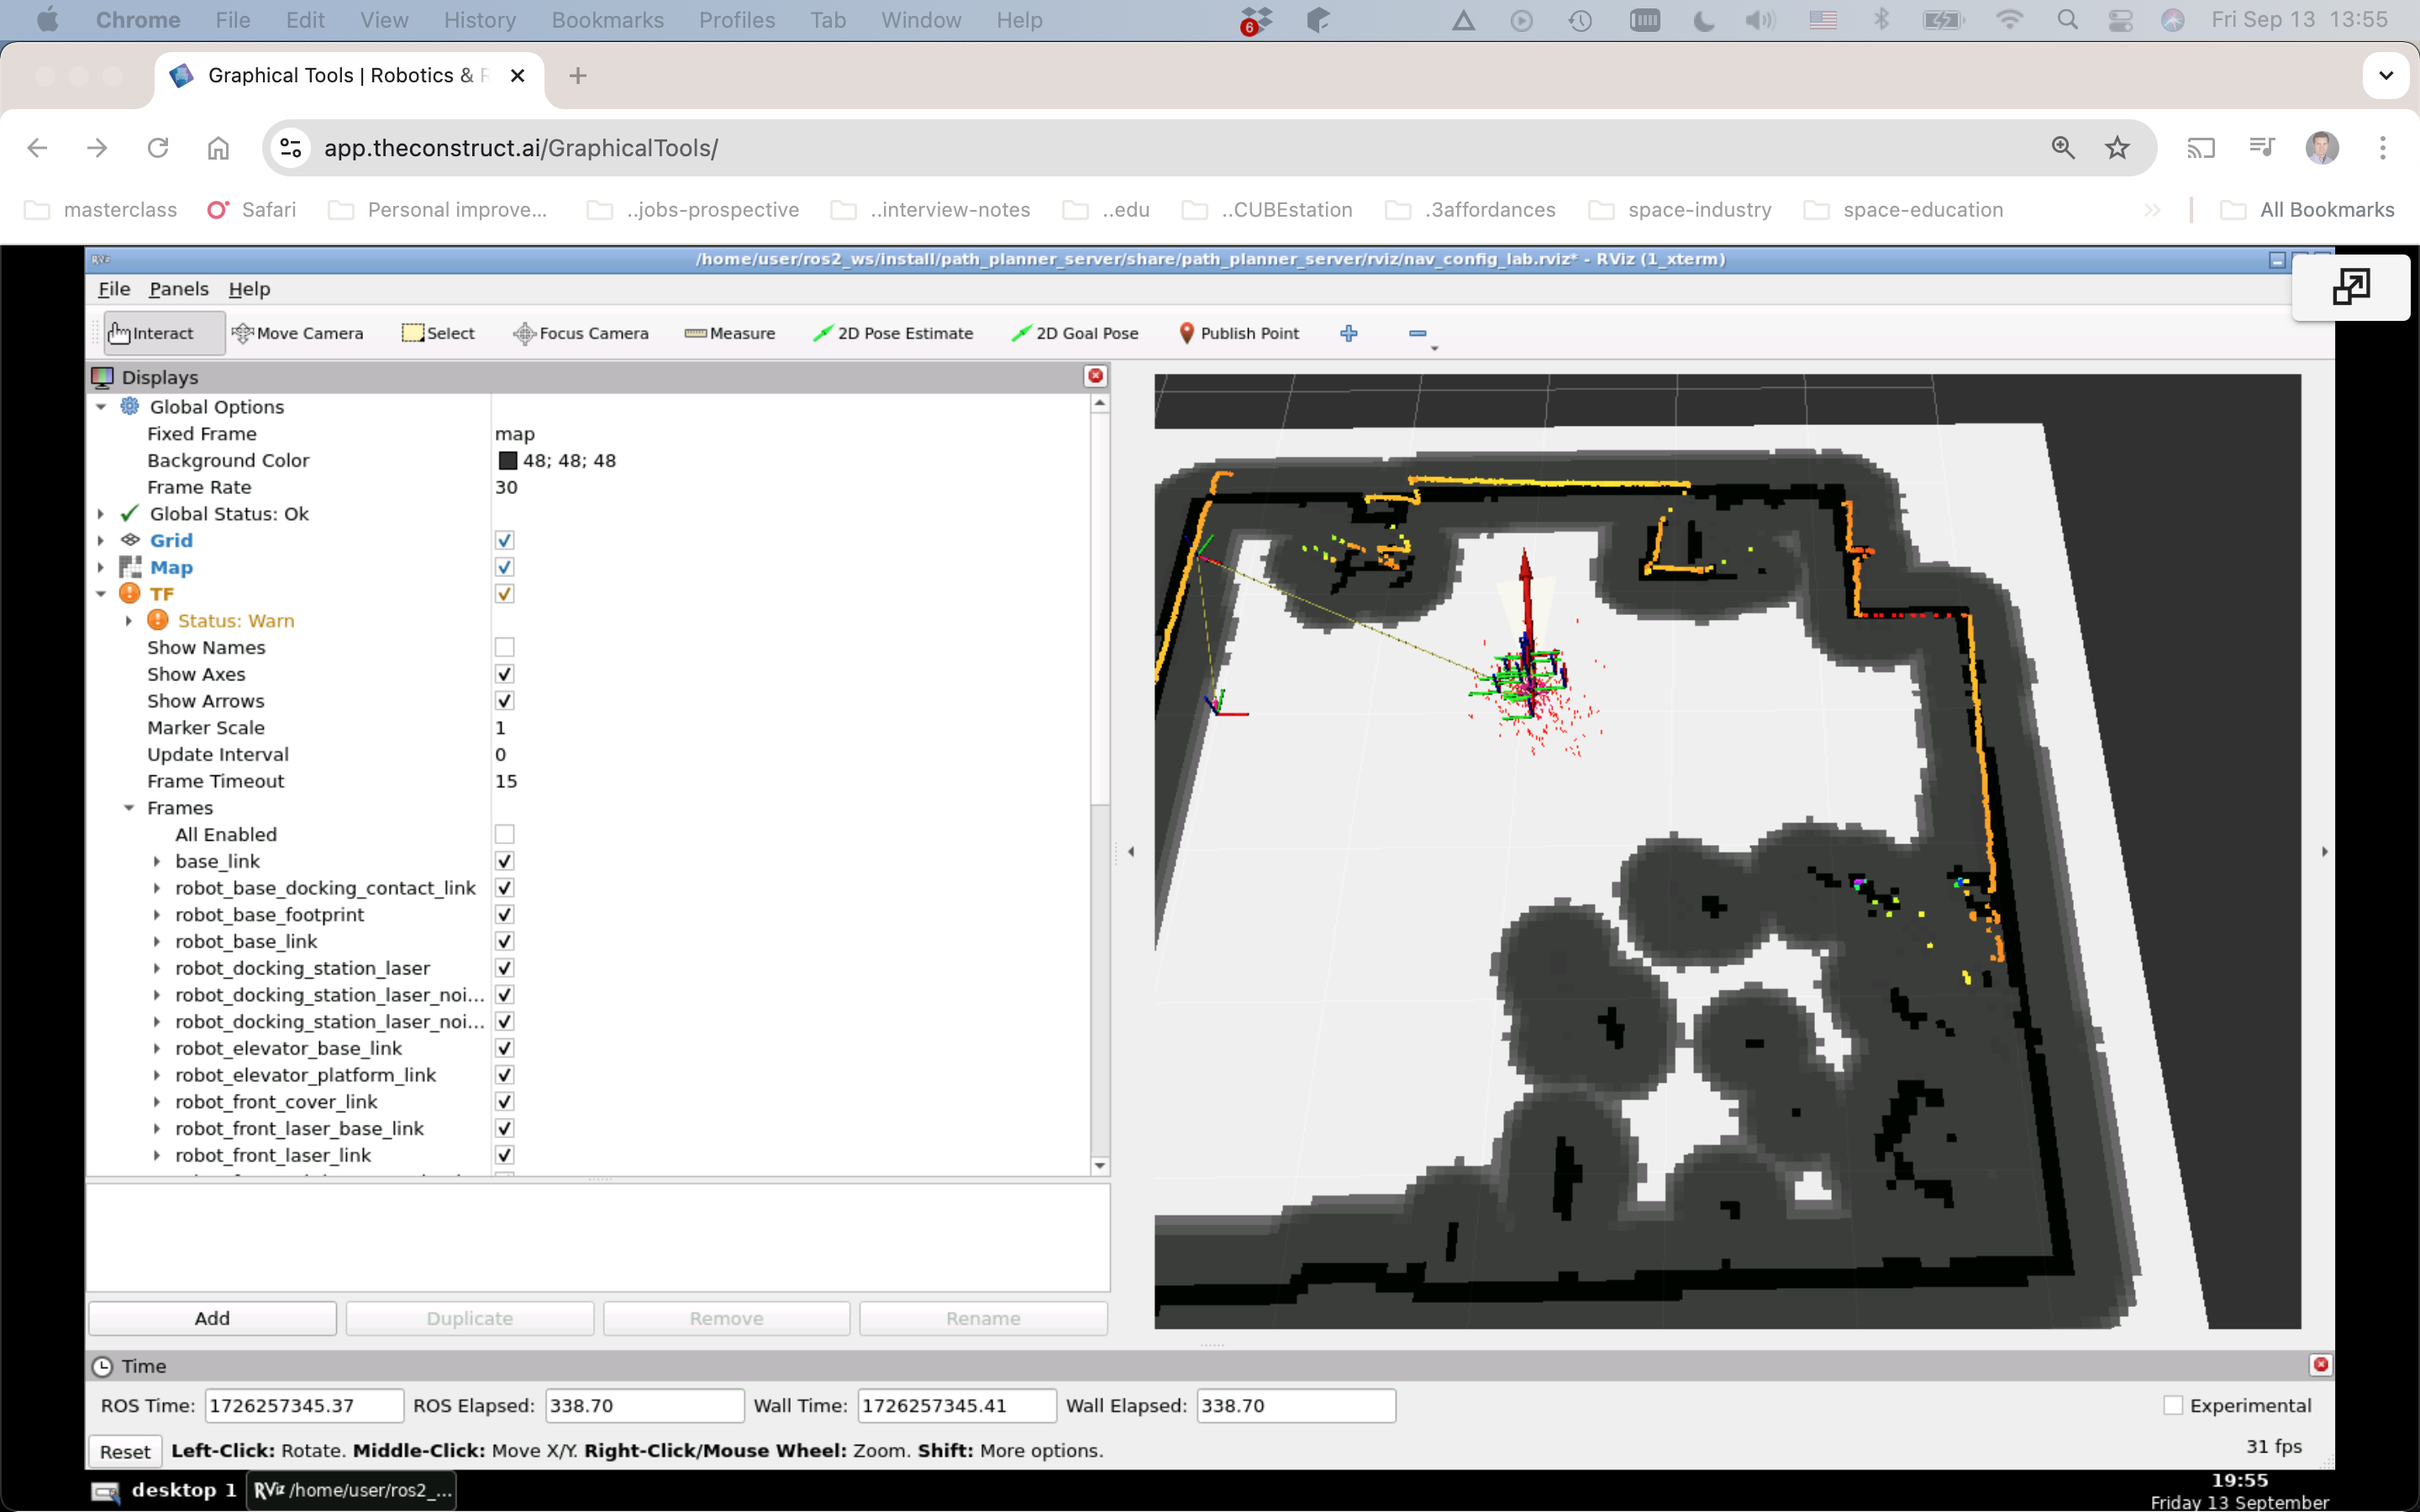 Chrome File Edit View History Bookmarks Profiles Tab Window Help 6 Fri Sep 13 13:55
Graphical Tools | Robotics &
app.theconstruct.ai/GraphicalTools/
masterclass Safari Personal improve... ..jobs-prospective ..interview-notes ..edu ..CUBEstation .3affordances space-industry space-education All Bookmarks
RViz /home/user/ros2_ws/install/path_planner_server/share/path_planner_server/rviz/nav_config_lab.rviz* - RViz (1_xterm)
File Panels Help
Interact Move Camera Select Focus Camera Measure 2D Pose Estimate 2D Goal Pose Publish Point
Displays
Global Options
Fixed Frame map
Background Color 48; 48; 48
Frame Rate 30
Global Status: Ok
Grid
Map
TF
Status: Warn
Show Names
Show Axes
Show Arrows
Marker Scale 1
Update Interval 0
Frame Timeout 15
Frames
All Enabled
base_link
robot_base_docking_contact_link
robot_base_footprint
robot_base_link
robot_docking_station_laser
robot_docking_station_laser_noi...
robot_docking_station_laser_noi...
robot_elevator_base_link
robot_elevator_platform_link
robot_front_cover_link
robot_front_laser_base_link
robot_front_laser_link
Add Duplicate Remove Rename
Time
ROS Time: 1726257345.37 ROS Elapsed: 338.70 Wall Time: 1726257345.41 Wall Elapsed: 338.70 Experimental
Reset Left-Click: Rotate. Middle-Click: Move X/Y. Right-Click/Mouse Wheel: Zoom. Shift: More options. 31 fps
desktop 1 RViz /home/user/ros2_... 19:55
Friday 13 September